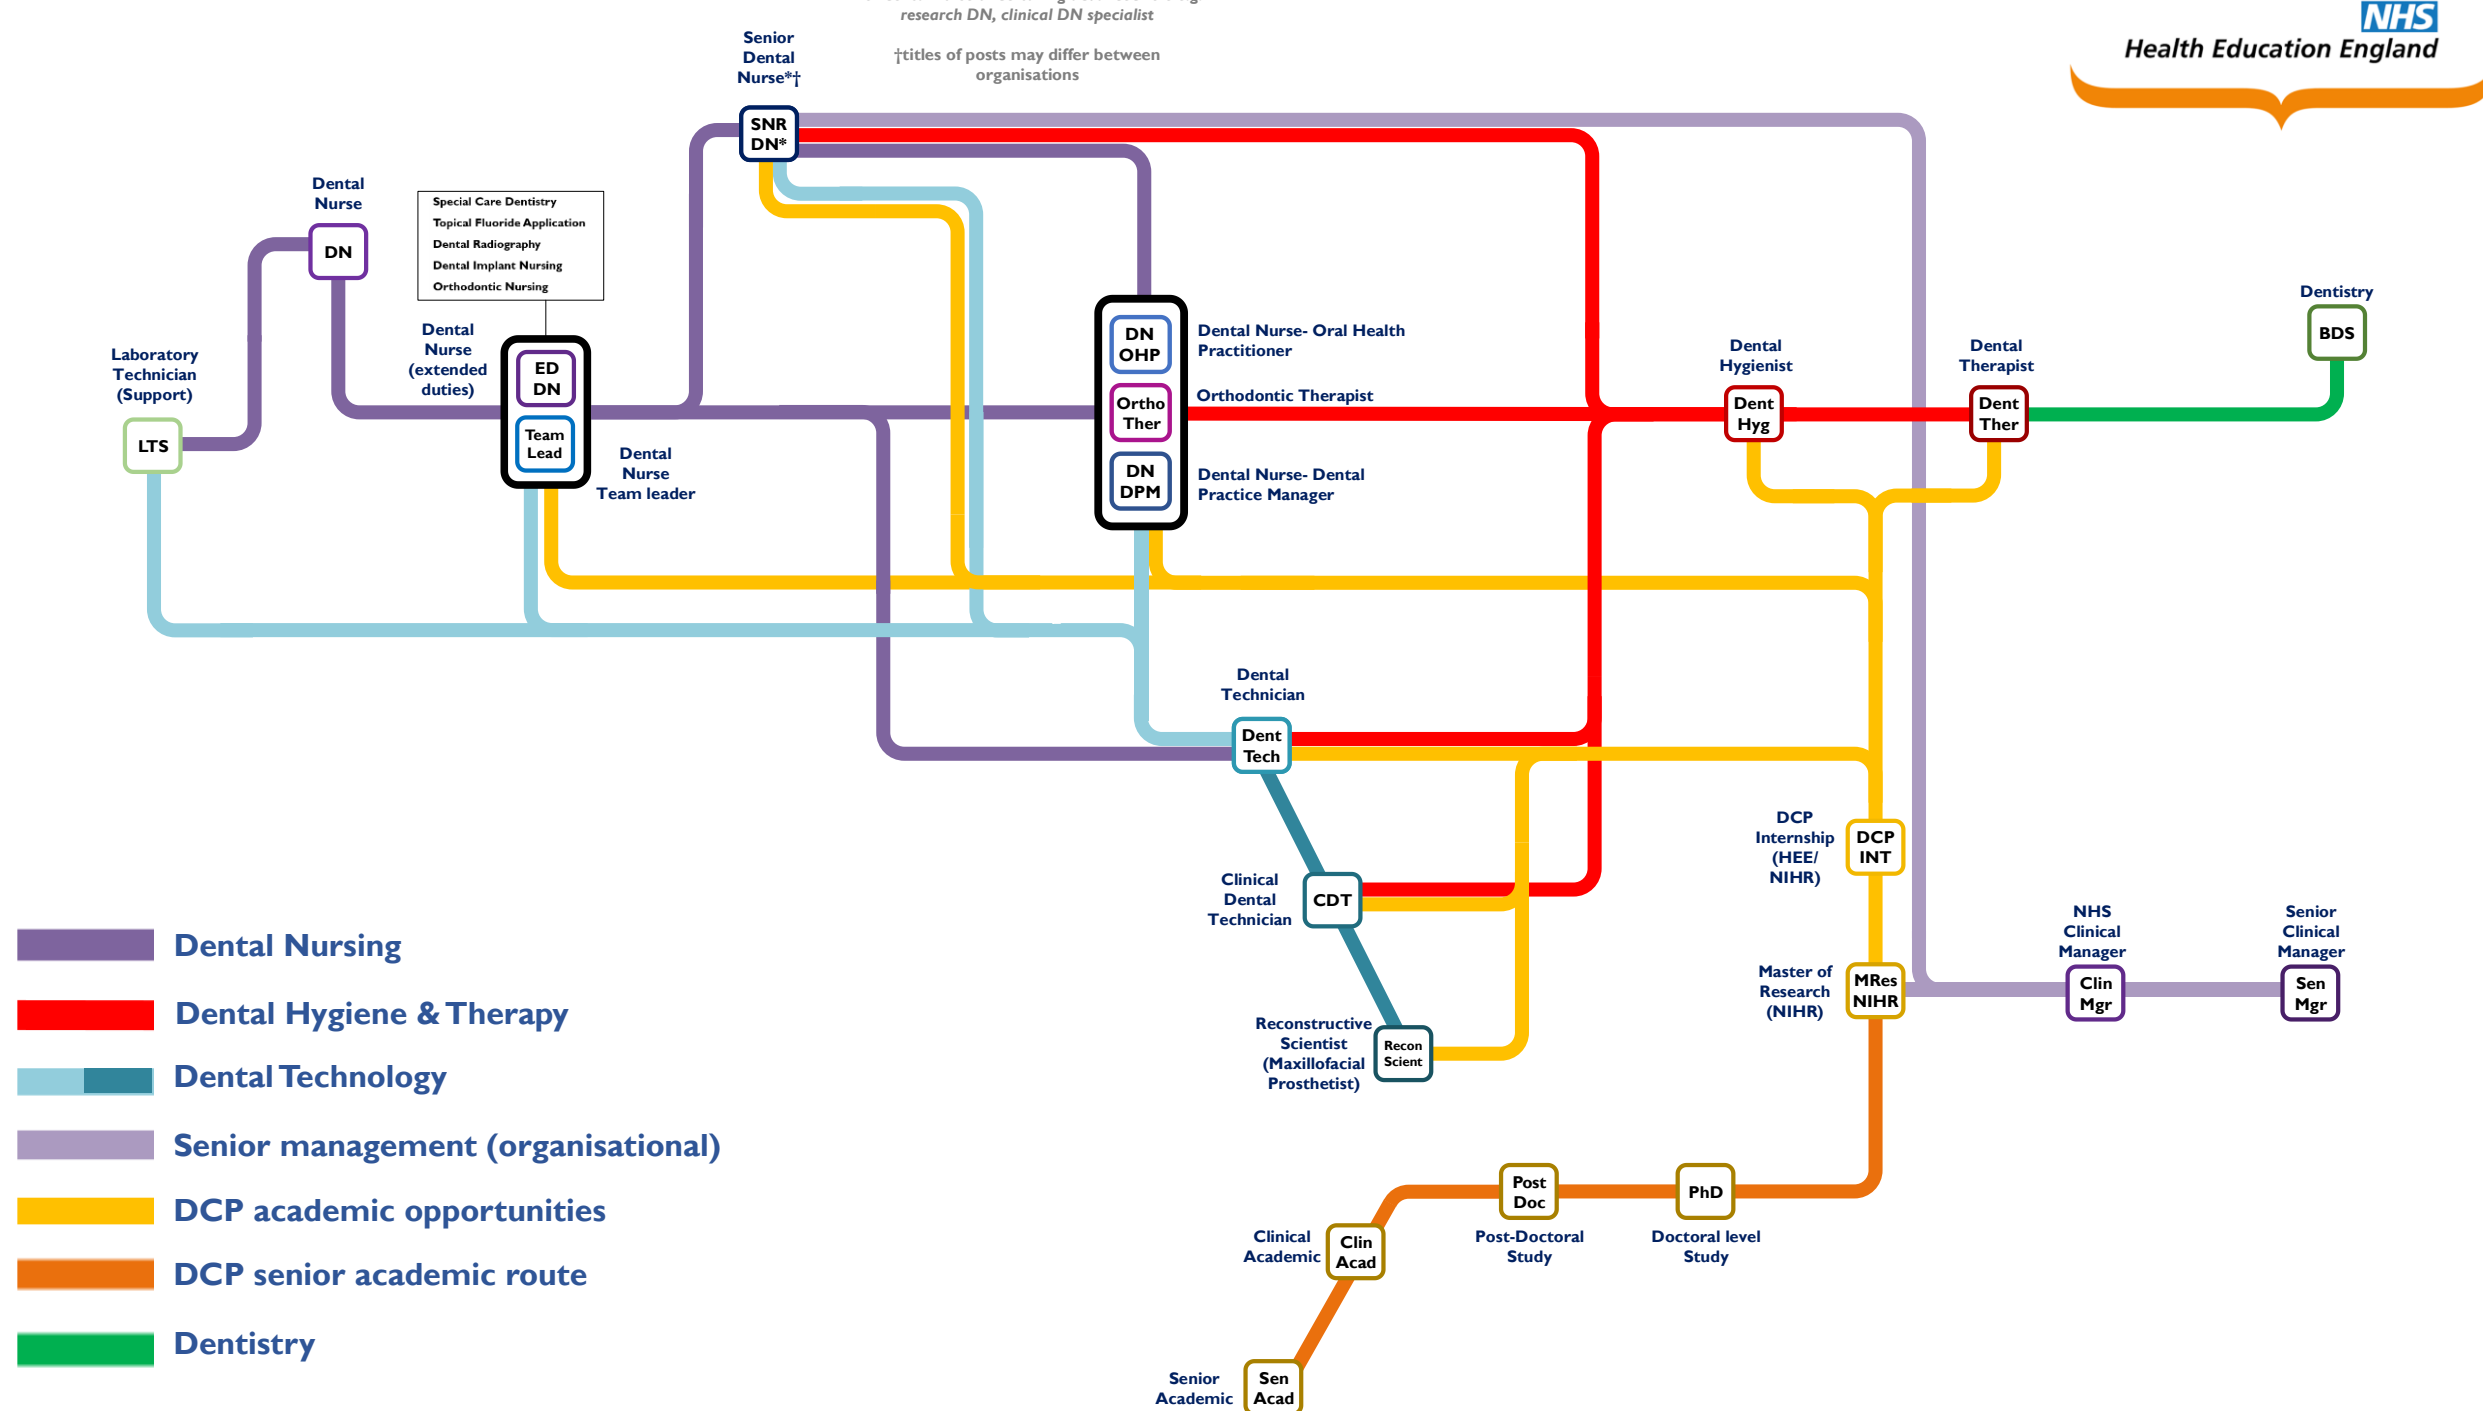 research DN, clinical DN specialist
†titles of posts may differ between
organisations
NHS
Health Education England
Senior
Dental
Nurse*†
SNR
DN*
Dental
Nurse
DN
Special Care Dentistry
Topical Fluoride Application
Dental Radiography
Dental Implant Nursing
Orthodontic Nursing
Dental
Nurse
(extended
duties)
ED
DN
Team
Lead
Dental
Nurse
Team leader
Laboratory
Technician
(Support)
LTS
DN
OHP
Dental Nurse- Oral Health
Practitioner
Ortho
Ther
Orthodontic Therapist
DN
DPM
Dental Nurse- Dental
Practice Manager
Dental
Hygienist
Dent
Hyg
Dental
Therapist
Dent
Ther
Dentistry
BDS
Dental
Technician
Dent
Tech
Clinical
Dental
Technician
CDT
Reconstructive
Scientist
(Maxillofacial
Prosthetist)
Recon
Scient
DCP
Internship
(HEE/
NIHR)
DCP
INT
Master of
Research
(NIHR)
MRes
NIHR
NHS
Clinical
Manager
Clin
Mgr
Senior
Clinical
Manager
Sen
Mgr
Post
Doc
Post-Doctoral
Study
PhD
Doctoral level
Study
Clinical
Academic
Clin
Acad
Senior
Academic
Sen
Acad
Dental Nursing
Dental Hygiene & Therapy
Dental Technology
Senior management (organisational)
DCP academic opportunities
DCP senior academic route
Dentistry